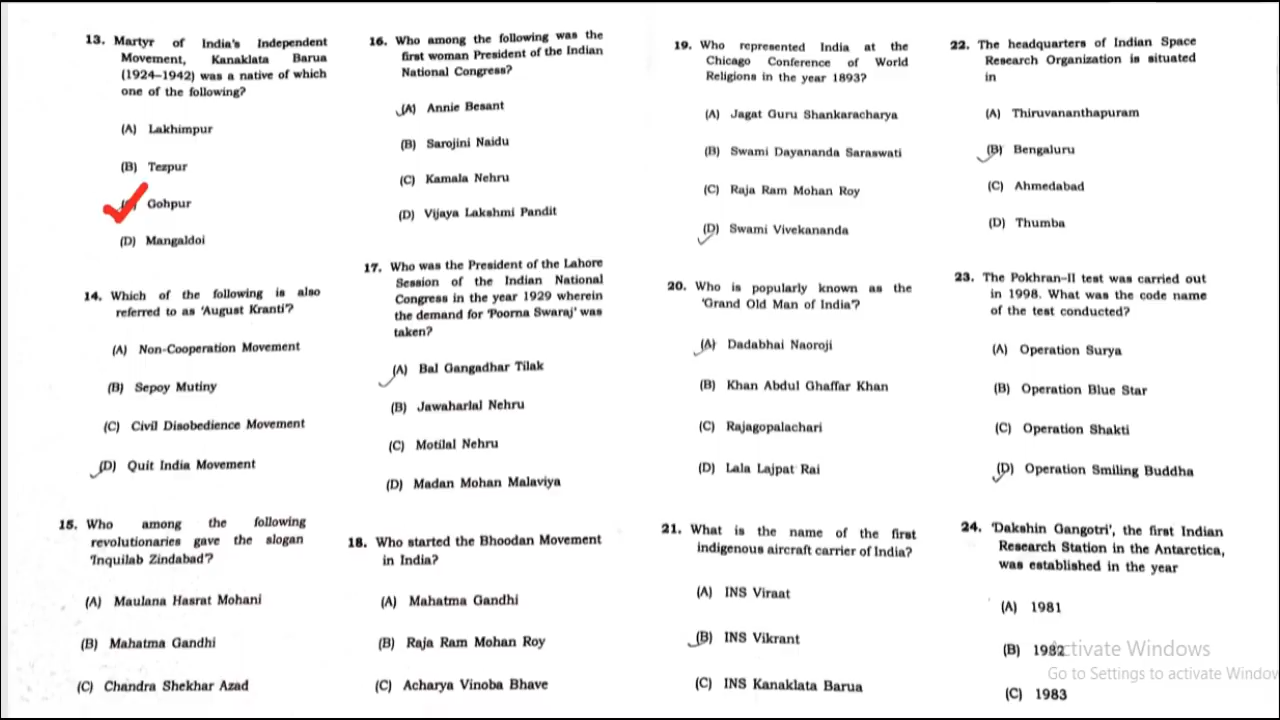 13. Martyr of India's Independent
Movement, Kanaklata Barua
(1924–1942) was a native of which
one of the following?
(A) Lakhimpur
(B) Tezpur
Gohpur
(D) Mangaldoi
14. Which of the following is also
referred to as 'August Kranti'?
(A) Non-Cooperation Movement
(B) Sepoy Mutiny
(C) Civil Disobedience Movement
(D) Quit India Movement
15. Who among the following
revolutionaries gave the slogan
'Inquilab Zindabad'?
(A) Maulana Hasrat Mohani
(B) Mahatma Gandhi
(C) Chandra Shekhar Azad
16. Who among the following was the
first woman President of the Indian
National Congress?
(A) Annie Besant
(B) Sarojini Naidu
(C) Kamala Nehru
(D) Vijaya Lakshmi Pandit
17. Who was the President of the Lahore
Session of the Indian National
Congress in the year 1929 wherein
the demand for 'Poorna Swaraj' was
taken?
(A) Bal Gangadhar Tilak
(B) Jawaharlal Nehru
(C) Motilal Nehru
(D) Madan Mohan Malaviya
18. Who started the Bhoodan Movement
in India?
(A) Mahatma Gandhi
(B) Raja Ram Mohan Roy
(C) Acharya Vinoba Bhave
19. Who represented India at the
Chicago Conference of World
Religions in the year 1893?
(A) Jagat Guru Shankaracharya
(B) Swami Dayananda Saraswati
(C) Raja Ram Mohan Roy
(D) Swami Vivekananda
20. Who is popularly known as the
'Grand Old Man of India'?
(A) Dadabhai Naoroji
(B) Khan Abdul Ghaffar Khan
(C) Rajagopalachari
(D) Lala Lajpat Rai
21. What is the name of the first
indigenous aircraft carrier of India?
(A) INS Viraat
(B) INS Vikrant
(C) INS Kanaklata Barua
22. The headquarters of Indian Space
Research Organization is situated
in
(A) Thiruvananthapuram
(B) Bengaluru
(C) Ahmedabad
(D) Thumba
23. The Pokhran-II test was carried out
in 1998. What was the code name
of the test conducted?
(A) Operation Surya
(B) Operation Blue Star
(C) Operation Shakti
(D) Operation Smiling Buddha
24. 'Dakshin Gangotri', the first Indian
Research Station in the Antarctica,
was established in the year
(A) 1981
(B) 1982
(C) 1983
Activate Windows
Go to Settings to activate Window